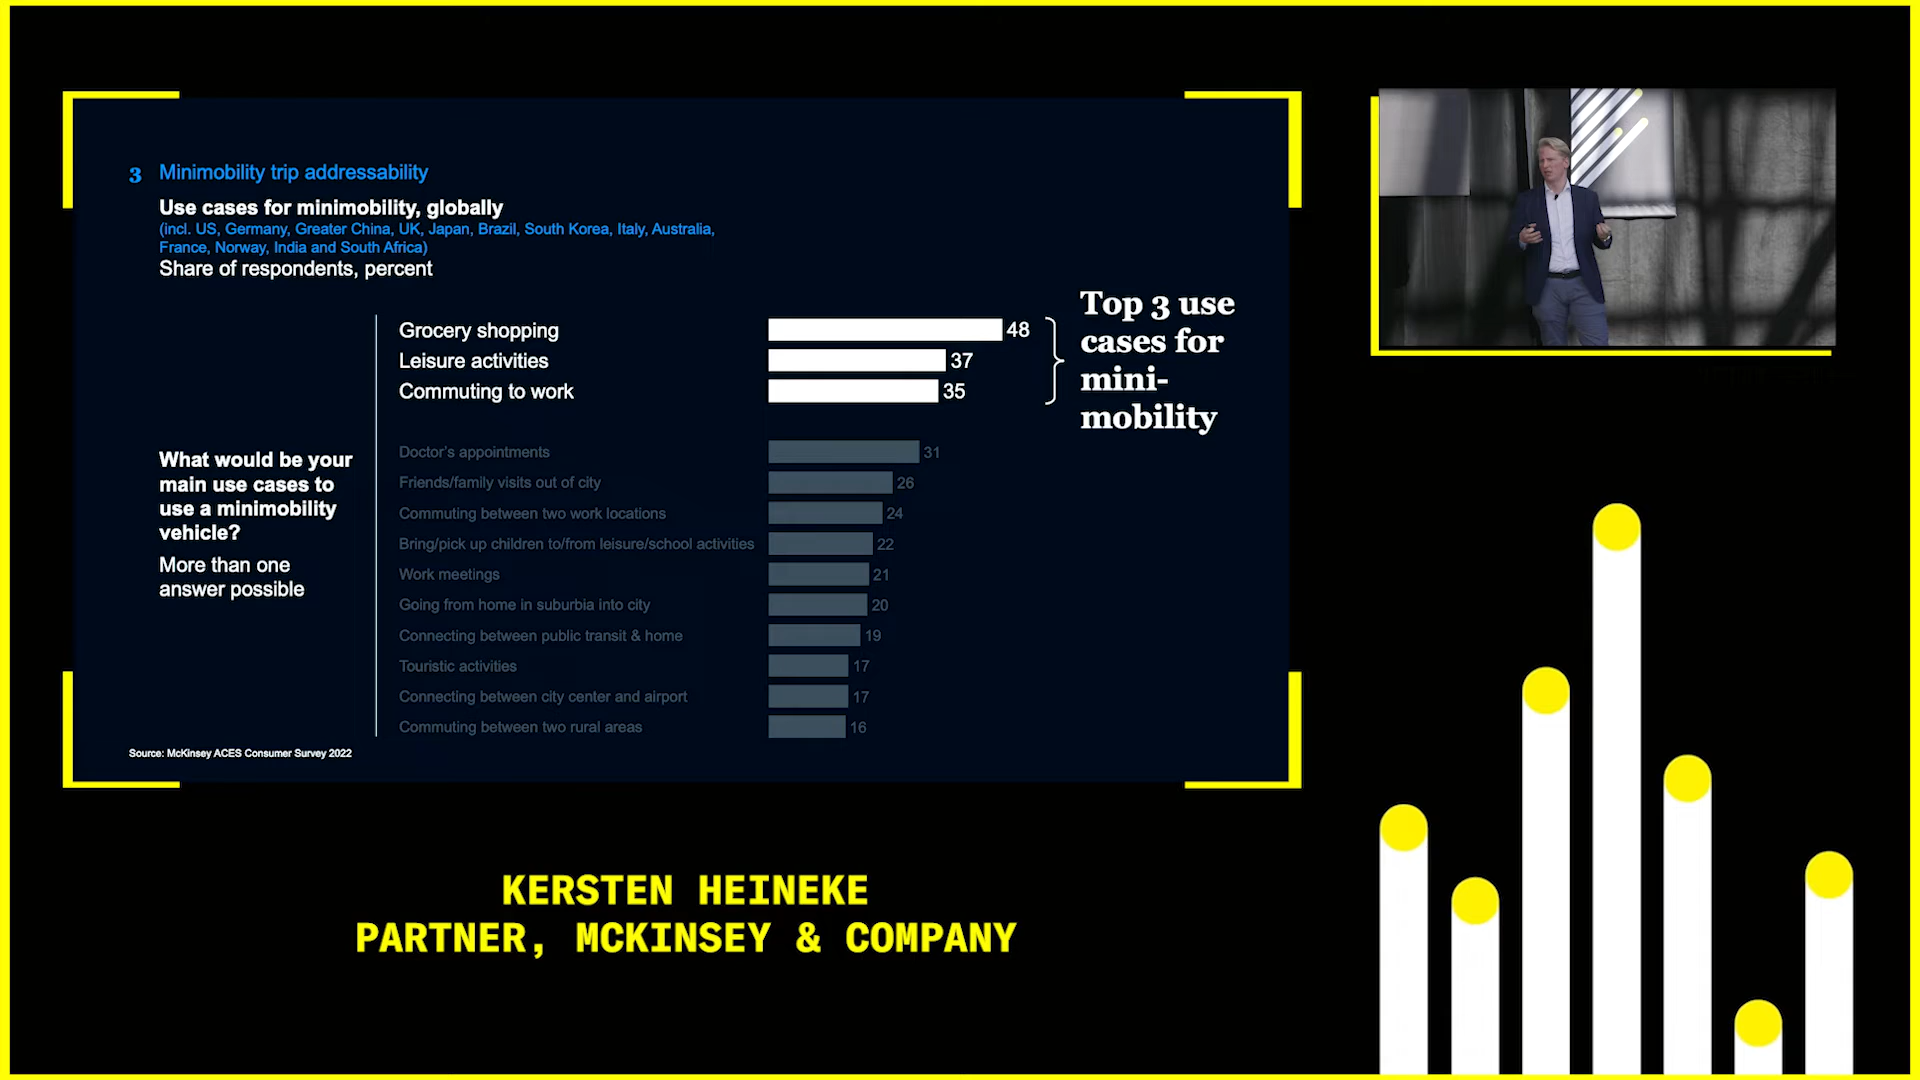 3 Minimobility trip addressability
Use cases for minimobility, globally
(incl. US, Germany, Greater China, UK, Japan, Brazil, South Korea, Italy, Australia,
France, Norway, India and South Africa)
Share of respondents, percent
What would be your
main use cases to
use a minimobility
vehicle?
More than one
answer possible
Grocery shopping 48
Leisure activities 37
Commuting to work 35
Top 3 use
cases for
mini-
mobility
Doctor's appointments 31
Friends/family visits out of city 26
Commuting between two work locations 24
Bring/pick up children to/from leisure/school activities 22
Work meetings 21
Going from home in suburbia into city 20
Connecting between public transit & home 19
Touristic activities 17
Connecting between city center and airport 17
Commuting between two rural areas 16
Source: McKinsey ACES Consumer Survey 2022
KERSTEN HEINEKE
PARTNER, MCKINSEY & COMPANY